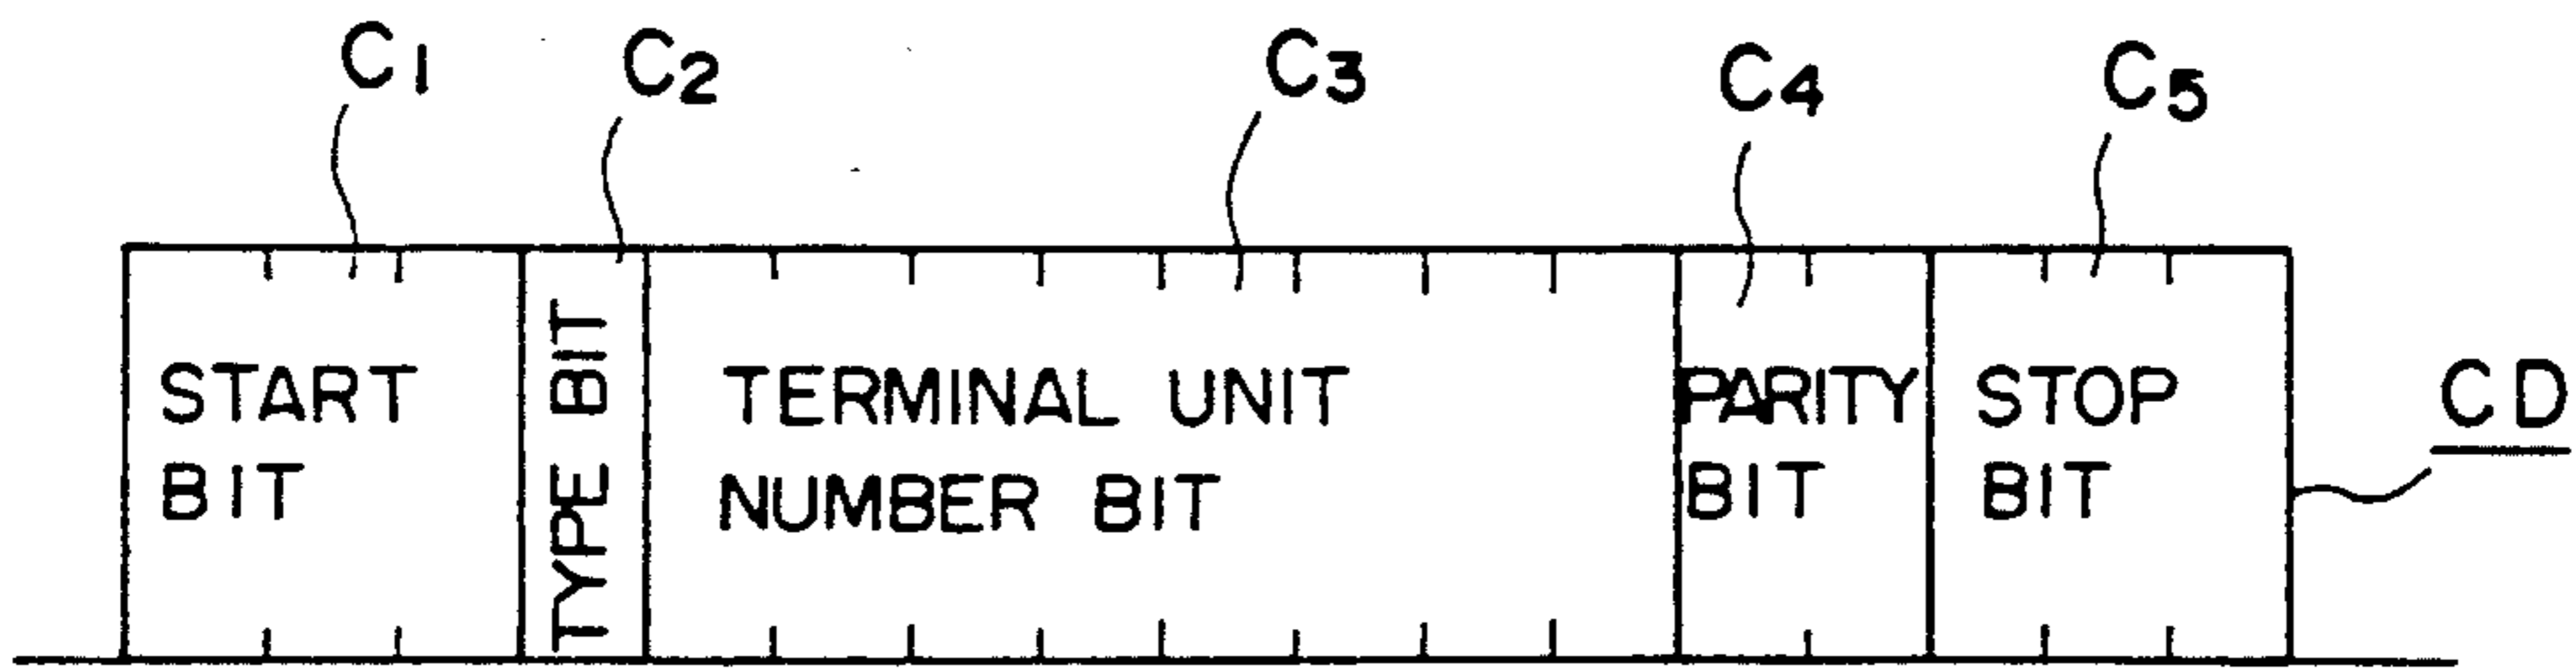 C1 C2 C3 C4 C5
START
BIT
TYPE BIT
TERMINAL UNIT
NUMBER BIT
PARITY
BIT
STOP
BIT
CD